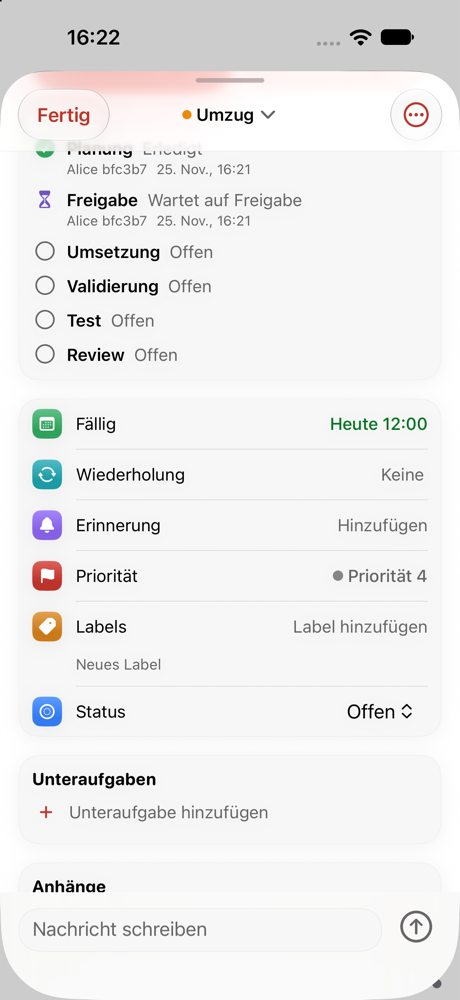 16:22
Fertig
Umzug
Planung Erledigt
Alice bfc3b7 25. Nov., 16:21
Freigabe Wartet auf Freigabe
Alice bfc3b7 25. Nov., 16:21
Umsetzung Offen
Validierung Offen
Test Offen
Review Offen
Fällig Heute 12:00
Wiederholung Keine
Erinnerung Hinzufügen
Priorität Priorität 4
Labels Label hinzufügen
Neues Label
Status Offen
Unteraufgaben
+ Unteraufgabe hinzufügen
Anhänge
Nachricht schreiben